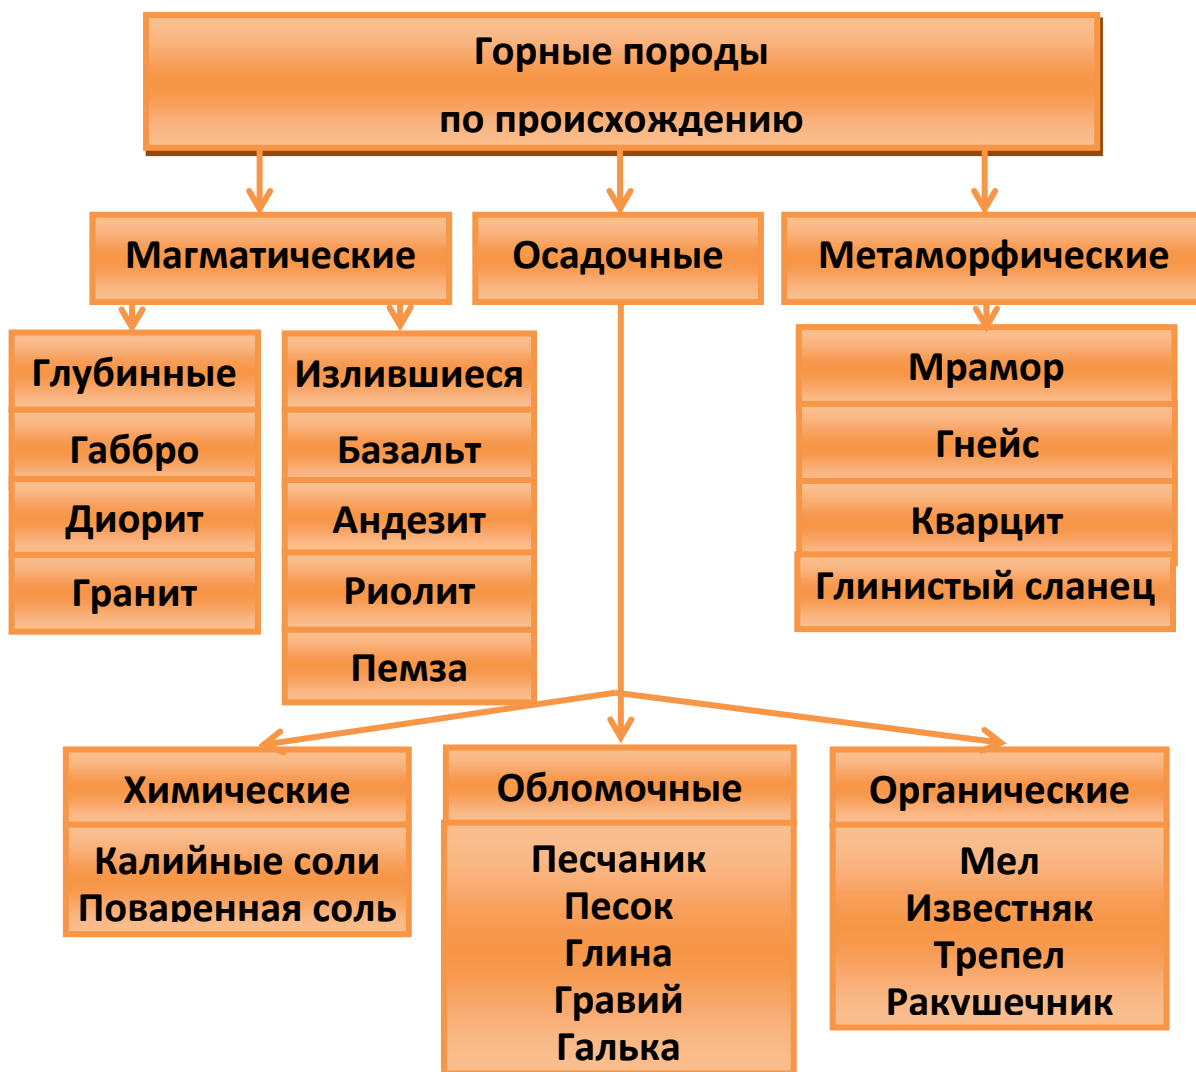 Горные породы
по происхождению
Магматические
Осадочные
Метаморфические
Глубинные
Габбро
Диорит
Гранит
Излившиеся
Базальт
Андезит
Риолит
Пемза
Мрамор
Гнейс
Кварцит
Глинистый сланец
Химические
Калийные соли
Поваренная соль
Обломочные
Песчаник
Песок
Глина
Гравий
Галька
Органические
Мел
Известняк
Трепел
Ракушечник